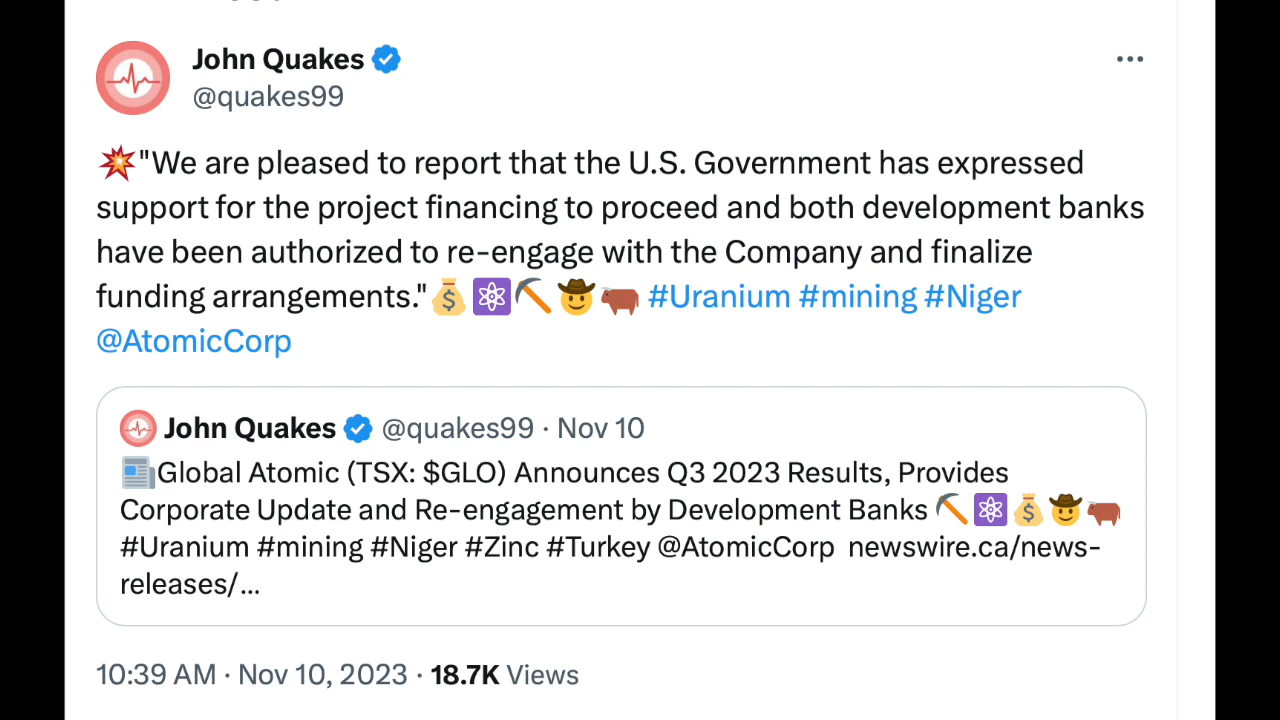 John Quakes
@quakes99
💥"We are pleased to report that the U.S. Government has expressed
support for the project financing to proceed and both development banks
have been authorized to re-engage with the Company and finalize
funding arrangements."💰⚛️⛏️🤠🐂 #Uranium #mining #Niger
@AtomicCorp
John Quakes @quakes99 · Nov 10
📰Global Atomic (TSX: $GLO) Announces Q3 2023 Results, Provides
Corporate Update and Re-engagement by Development Banks ⛏️⚛️💰🤠🐂
#Uranium #mining #Niger #Zinc #Turkey @AtomicCorp newswire.ca/news-
releases/...
10:39 AM · Nov 10, 2023 · 18.7K Views